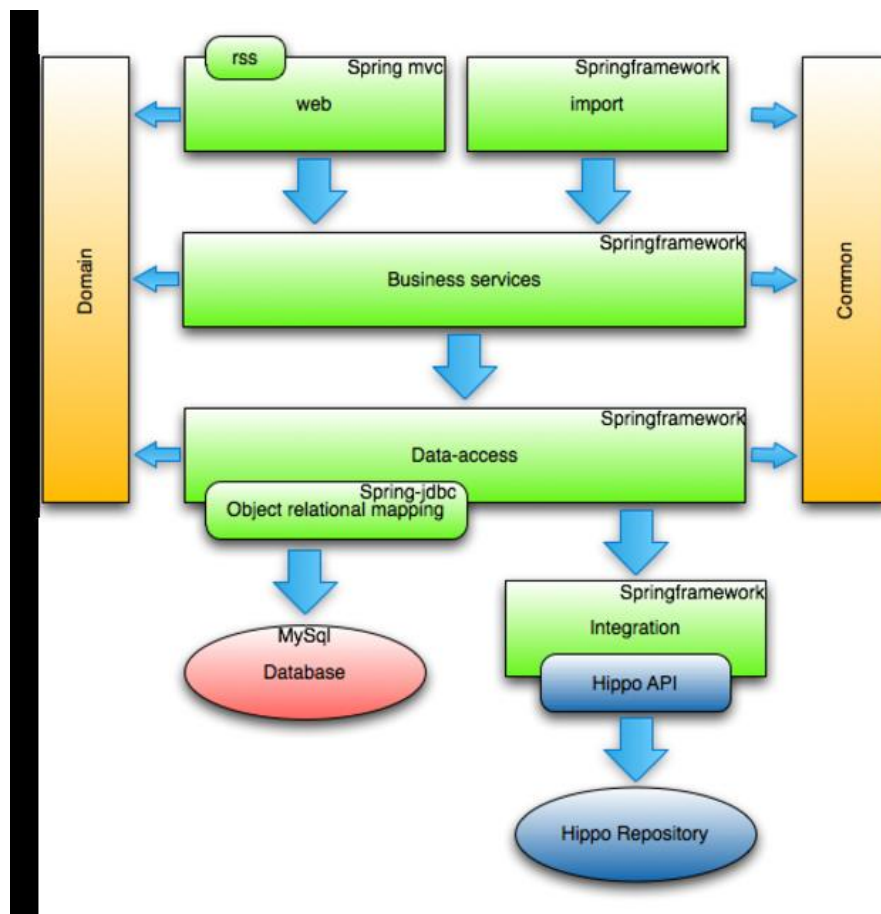 rss
Spring mvc
web
Springframework
import
Domain
Common
Springframework
Business services
Springframework
Data-access
Spring-jdbc
Object relational mapping
Springframework
Integration
MySql
Database
Hippo API
Hippo Repository